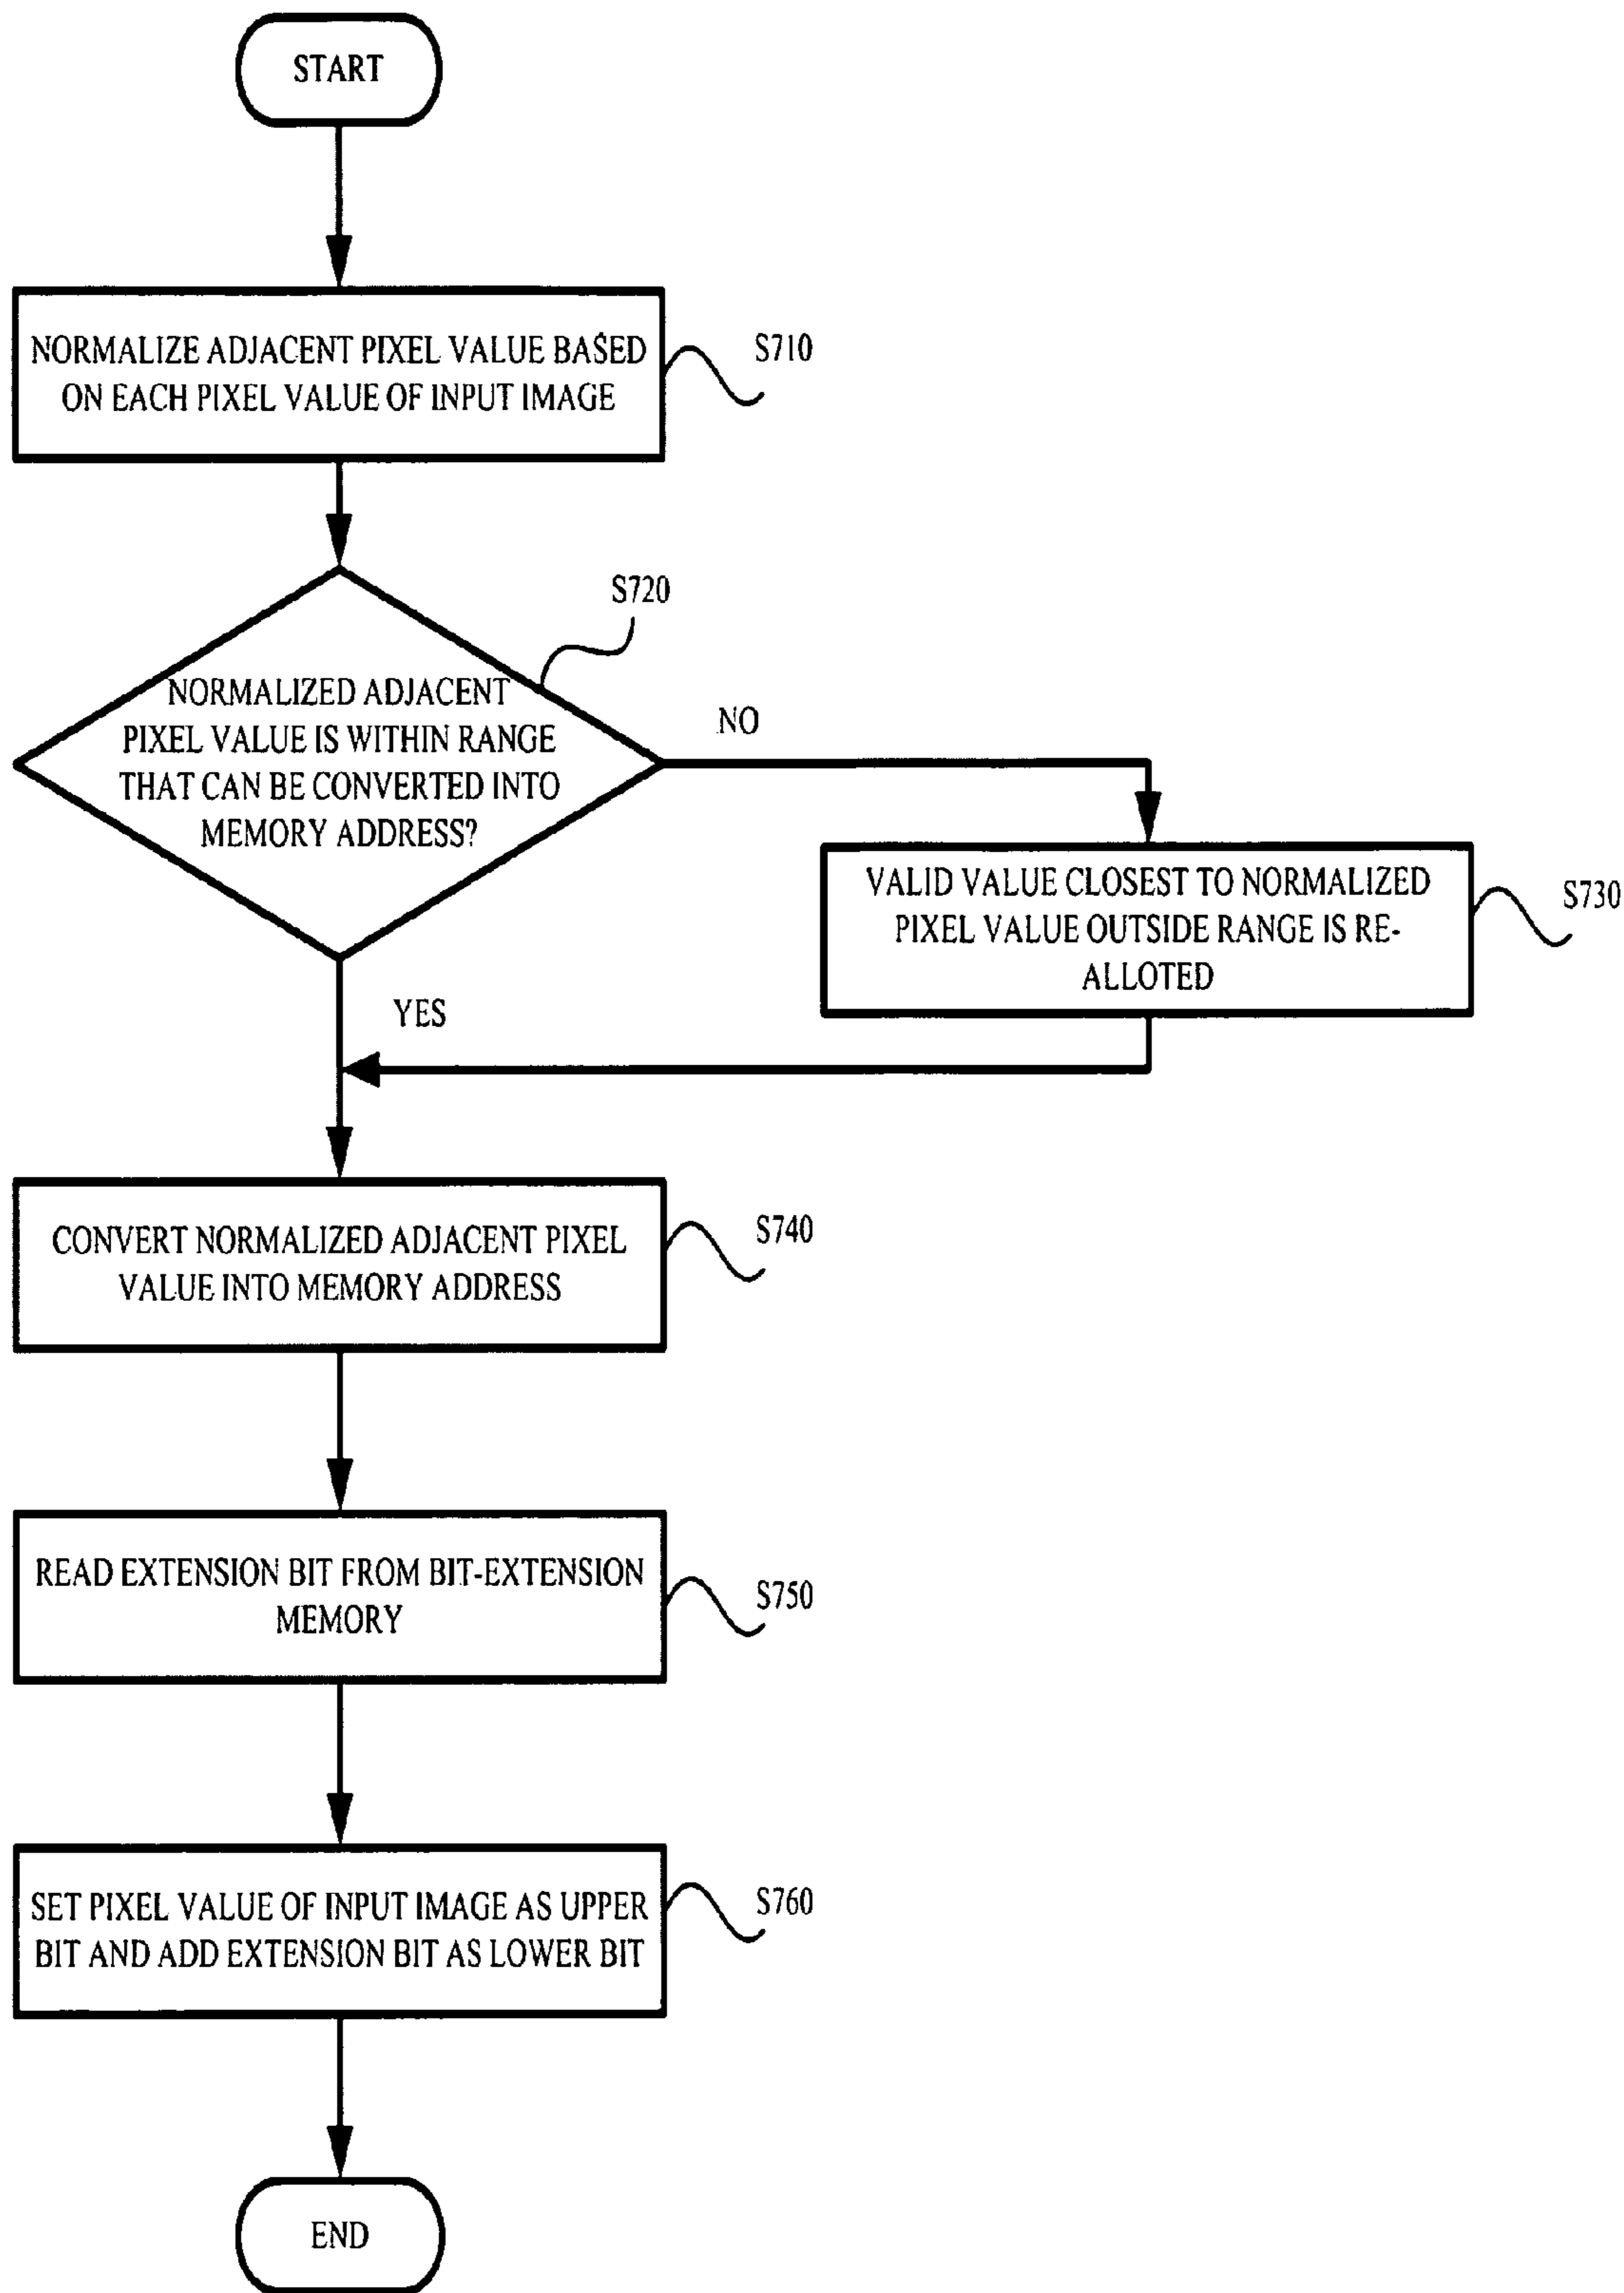 START
NORMALIZE ADJACENT PIXEL VALUE BASED
ON EACH PIXEL VALUE OF INPUT IMAGE
S710
S720
NORMALIZED ADJACENT
PIXEL VALUE IS WITHIN RANGE
THAT CAN BE CONVERTED INTO
MEMORY ADDRESS?
NO
VALID VALUE CLOSEST TO NORMALIZED
PIXEL VALUE OUTSIDE RANGE IS RE-
ALLOTED
S730
YES
CONVERT NORMALIZED ADJACENT PIXEL
VALUE INTO MEMORY ADDRESS
S740
READ EXTENSION BIT FROM BIT-EXTENSION
MEMORY
S750
SET PIXEL VALUE OF INPUT IMAGE AS UPPER
BIT AND ADD EXTENSION BIT AS LOWER BIT
S760
END